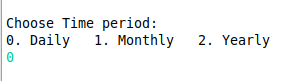 Choose Time period:
0. Daily   1. Monthly   2. Yearly
0